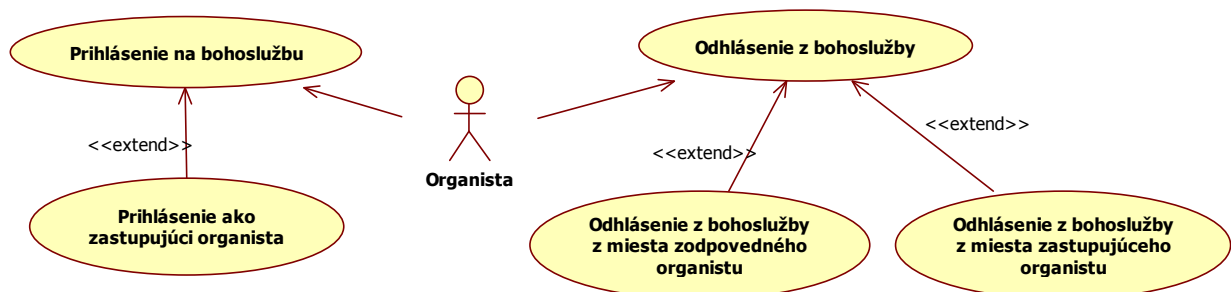 Prihlásenie na bohoslužbu
Odhlásenie z bohoslužby
<<extend>>
<<extend>>
<<extend>>
Organista
Prihlásenie ako
zastupujúci organista
Odhlásenie z bohoslužby
z miesta zodpovedného
organistu
Odhlásenie z bohoslužby
z miesta zastupujúceho
organistu